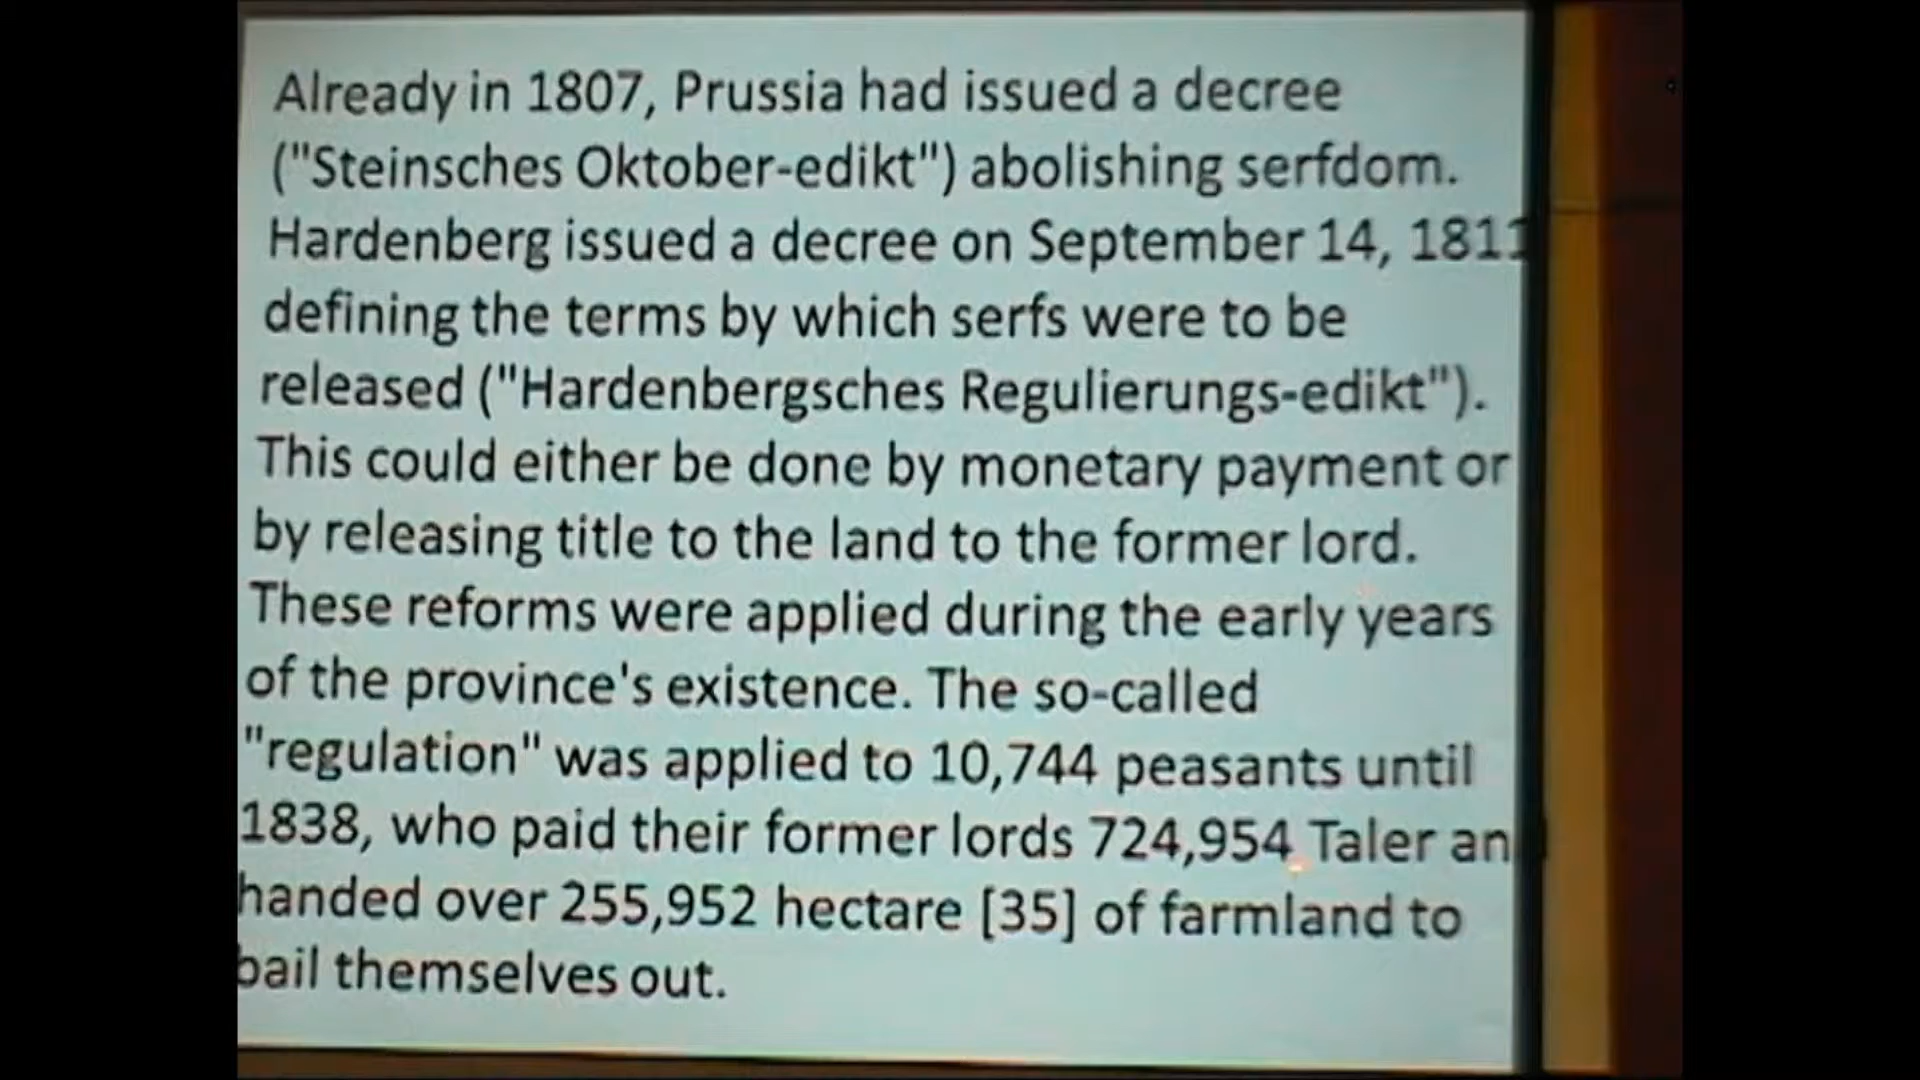 Already in 1807, Prussia had issued a decree
("Steinsches Oktober-edikt") abolishing serfdom.
Hardenberg issued a decree on September 14, 1811
defining the terms by which serfs were to be
released ("Hardenbergsches Regulierungs-edikt").
This could either be done by monetary payment or
by releasing title to the land to the former lord.
These reforms were applied during the early years
of the province's existence. The so-called
"regulation" was applied to 10,744 peasants until
1838, who paid their former lords 724,954 Taler and
handed over 255,952 hectare [35] of farmland to
bail themselves out.